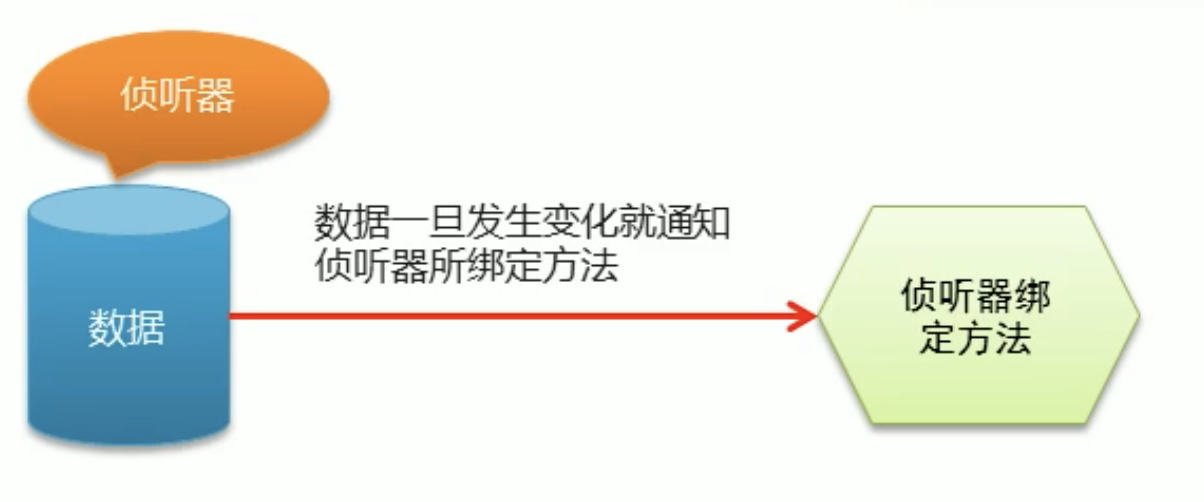 侦听器
数据一旦发生变化就通知
侦听器所绑定方法
数据
侦听器绑
定方法